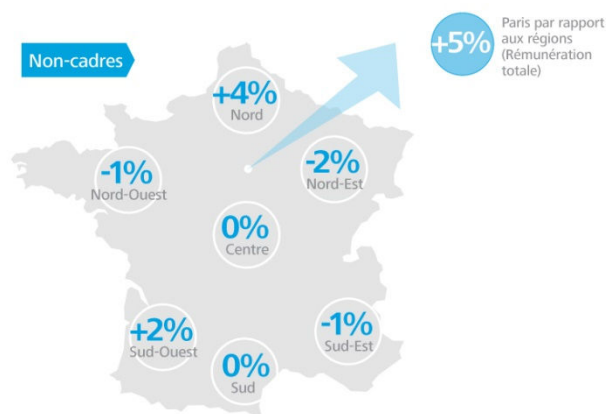 Non-cadres
+5%
Paris par rapport
aux régions
(Rémunération
totale)
+4%
Nord
-1%
Nord-Ouest
-2%
Nord-Est
0%
Centre
+2%
Sud-Ouest
0%
Sud
-1%
Sud-Est